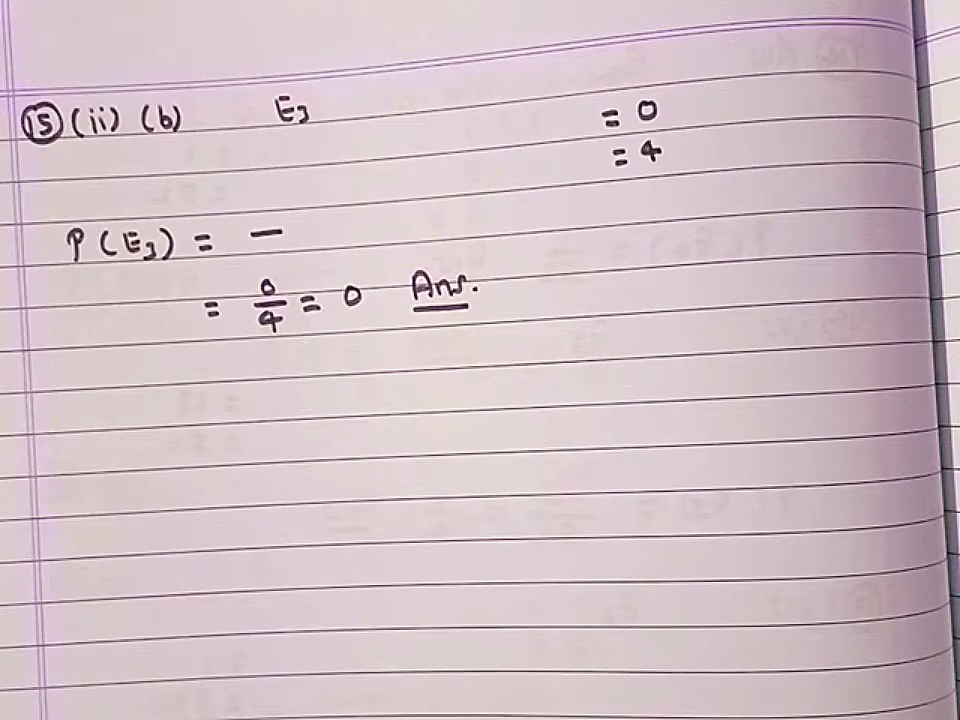 15 (ii) (b) E3 = 0
= 4
P(E3) = —
= 0/4 = 0 Ans.